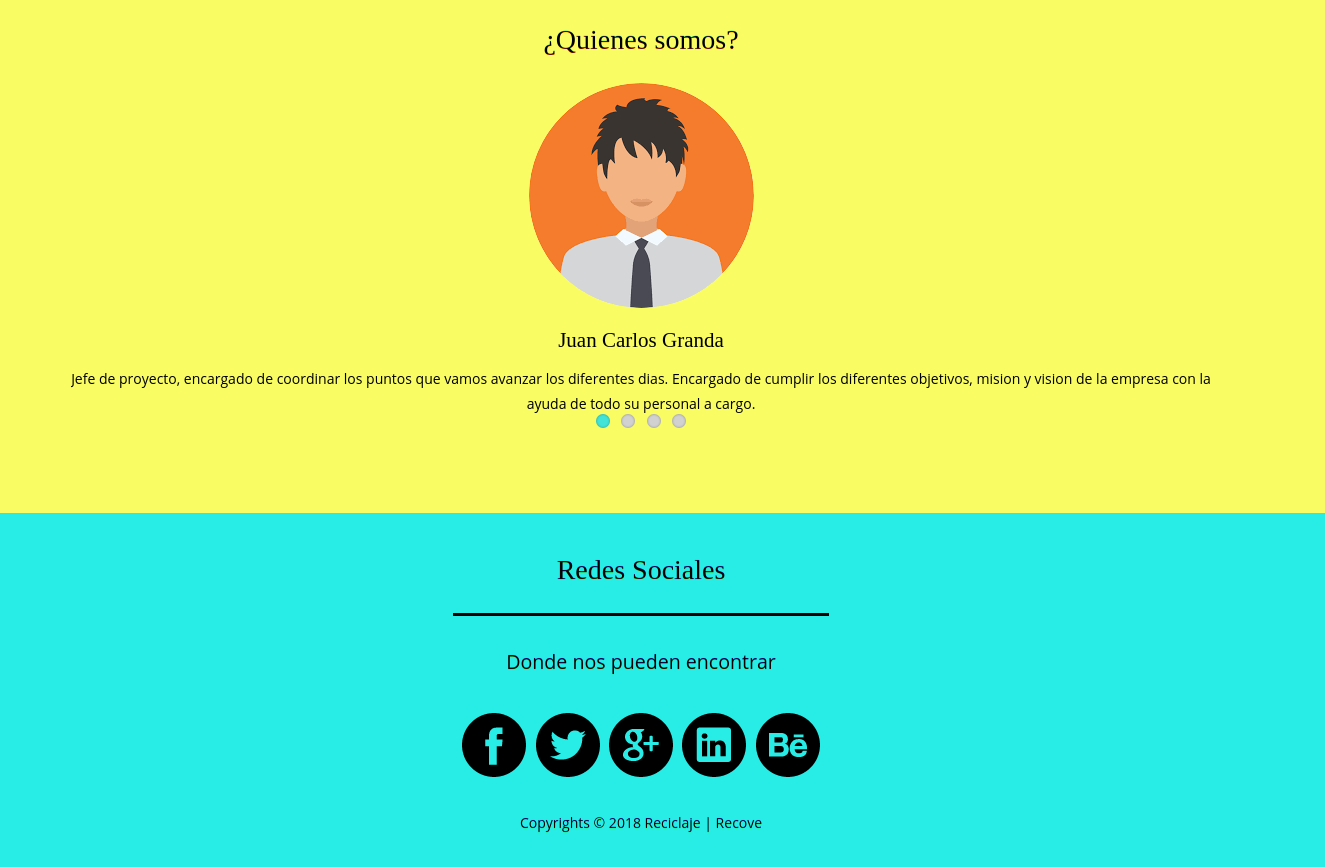 ¿Quienes somos?
Juan Carlos Granda
Jefe de proyecto, encargado de coordinar los puntos que vamos avanzar los diferentes dias. Encargado de cumplir los diferentes objetivos, mision y vision de la empresa con la
ayuda de todo su personal a cargo.
Redes Sociales
Donde nos pueden encontrar
f g+ in Bē
Copyrights © 2018 Reciclaje | Recove